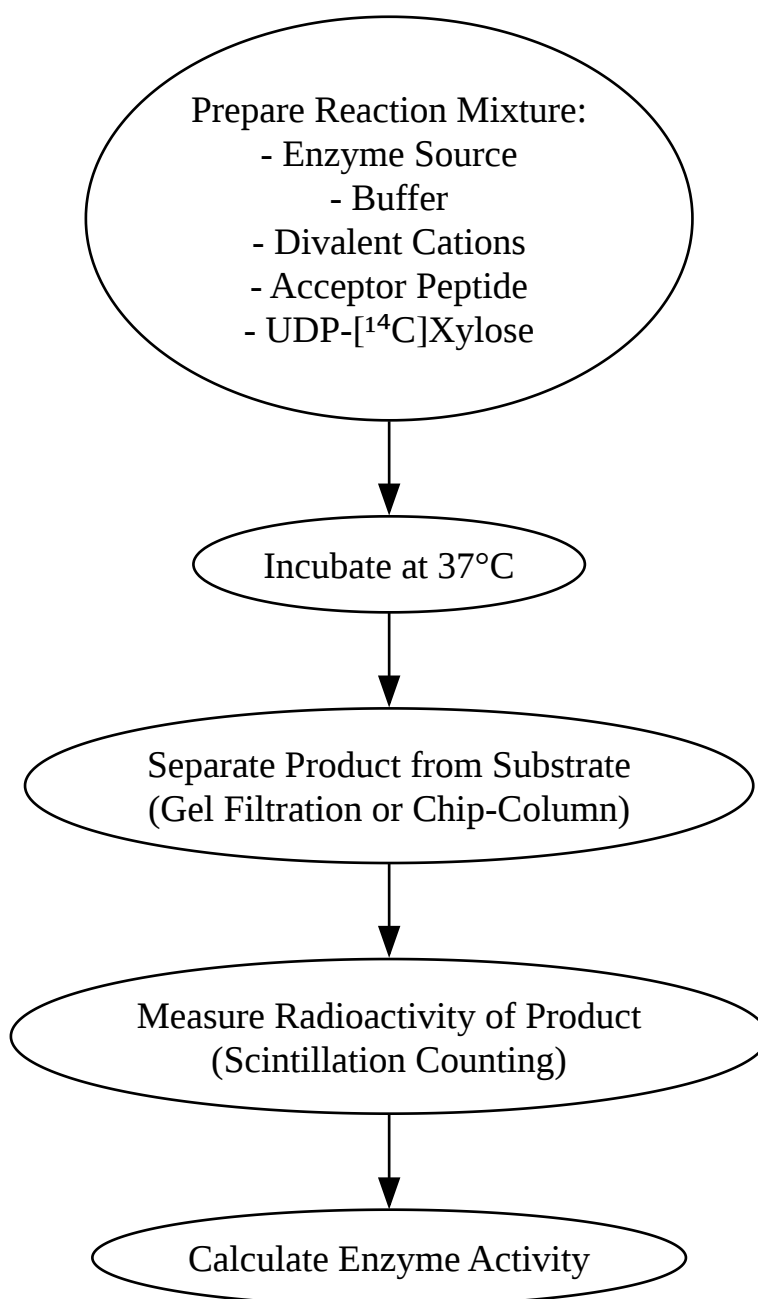 Prepare Reaction Mixture:
- Enzyme Source
- Buffer
- Divalent Cations
- Acceptor Peptide
- UDP-[¹⁴C]Xylose
Incubate at 37°C
Separate Product from Substrate
(Gel Filtration or Chip-Column)
Measure Radioactivity of Product
(Scintillation Counting)
Calculate Enzyme Activity